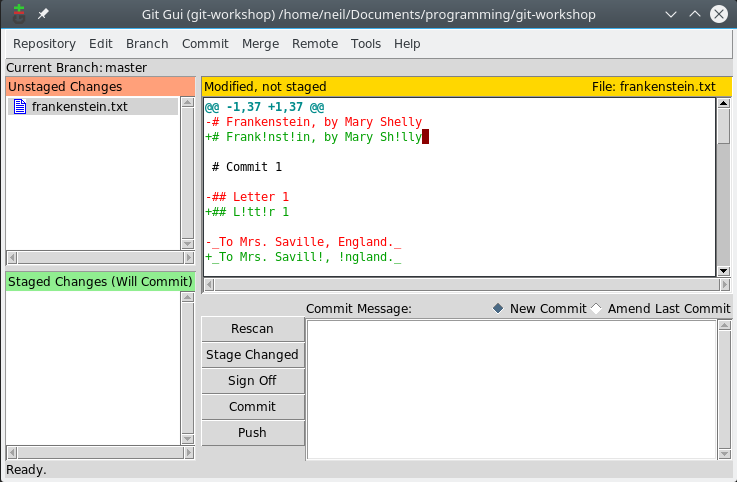 Git Gui (git-workshop) /home/neil/Documents/programming/git-workshop
Repository Edit Branch Commit Merge Remote Tools Help
Current Branch: master
Unstaged Changes
frankenstein.txt
Modified, not staged File: frankenstein.txt
@@ -1,37 +1,37 @@
-# Frankenstein, by Mary Shelly
+# Frank!nst!in, by Mary Sh!lly
# Commit 1
-## Letter 1
+## L!tt!r 1
-_To Mrs. Saville, England._
+_To Mrs. Savill!, !ngland._
Staged Changes (Will Commit)
Commit Message: New Commit Amend Last Commit
Rescan
Stage Changed
Sign Off
Commit
Push
Ready.